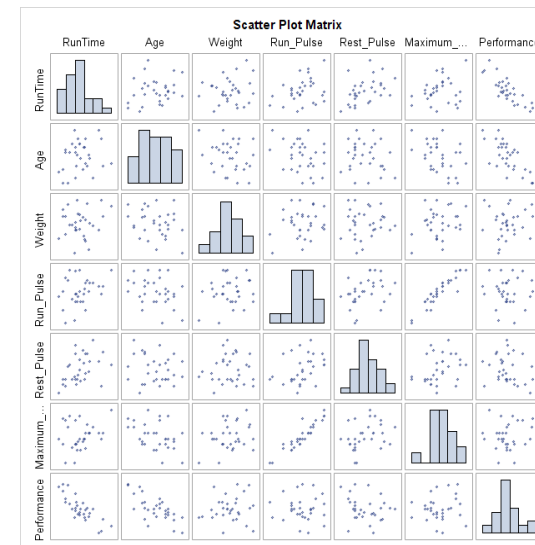 Scatter Plot Matrix
RunTime Age Weight Run_Pulse Rest_Pulse Maximum_... Performance
RunTime
Age
Weight
Run_Pulse
Rest_Pulse
Maximum_...
Performance